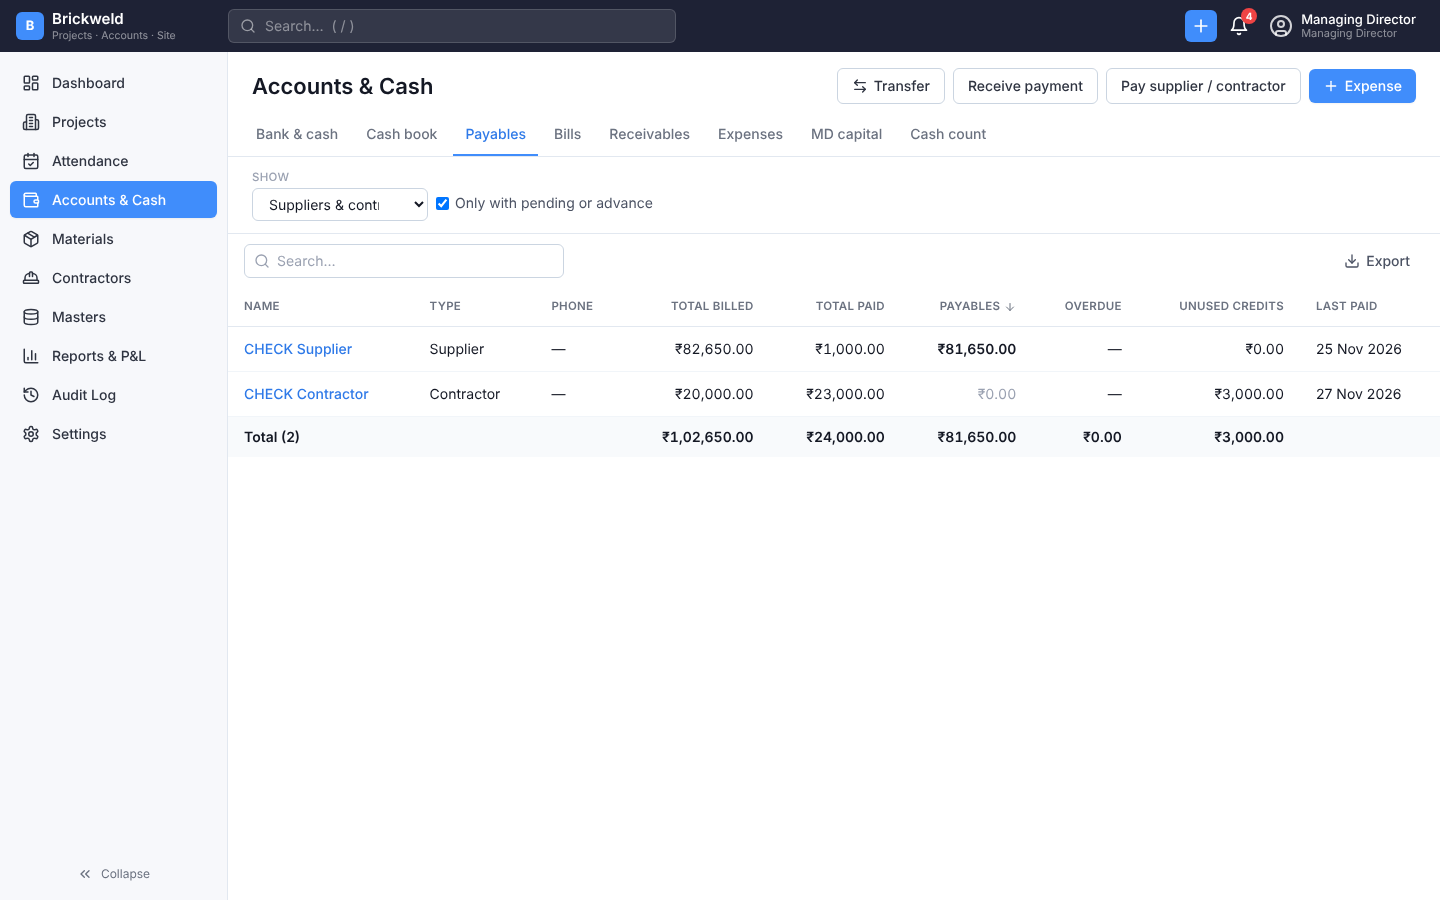 B
Brickweld
Projects · Accounts · Site
Search... ( / )
4
Managing Director
Managing Director
Dashboard
Projects
Attendance
Accounts & Cash
Materials
Contractors
Masters
Reports & P&L
Audit Log
Settings
Collapse
Accounts & Cash
Transfer
Receive payment
Pay supplier / contractor
Expense
Bank & cash Cash book Payables Bills Receivables Expenses MD capital Cash count
SHOW
Suppliers & cont
Only with pending or advance
Search...
Export
NAME TYPE PHONE TOTAL BILLED TOTAL PAID PAYABLES ↓ OVERDUE UNUSED CREDITS LAST PAID
CHECK Supplier Supplier — ₹82,650.00 ₹1,000.00 ₹81,650.00 — ₹0.00 25 Nov 2026
CHECK Contractor Contractor — ₹20,000.00 ₹23,000.00 ₹0.00 — ₹3,000.00 27 Nov 2026
Total (2) ₹1,02,650.00 ₹24,000.00 ₹81,650.00 ₹0.00 ₹3,000.00